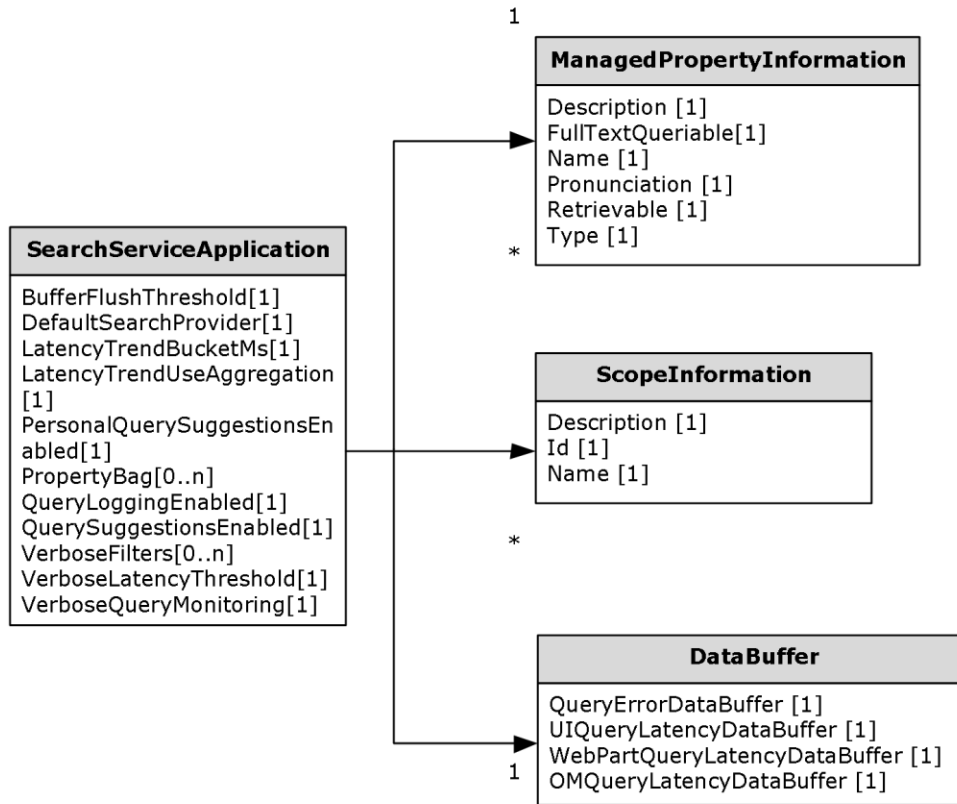 1
ManagedPropertyInformation
Description [1]
FullTextQueriable[1]
Name [1]
Pronunciation [1]
Retrievable [1]
Type [1]
SearchServiceApplication
BufferFlushThreshold[1]
DefaultSearchProvider[1]
LatencyTrendBucketMs[1]
LatencyTrendUseAggregation
[1]
PersonalQuerySuggestionsEn
abled[1]
PropertyBag[0..n]
QueryLoggingEnabled[1]
QuerySuggestionsEnabled[1]
VerboseFilters[0..n]
VerboseLatencyThreshold[1]
VerboseQueryMonitoring[1]
*
ScopeInformation
Description [1]
Id [1]
Name [1]
*
DataBuffer
QueryErrorDataBuffer [1]
UIQueryLatencyDataBuffer [1]
WebPartQueryLatencyDataBuffer [1]
OMQueryLatencyDataBuffer [1]
1